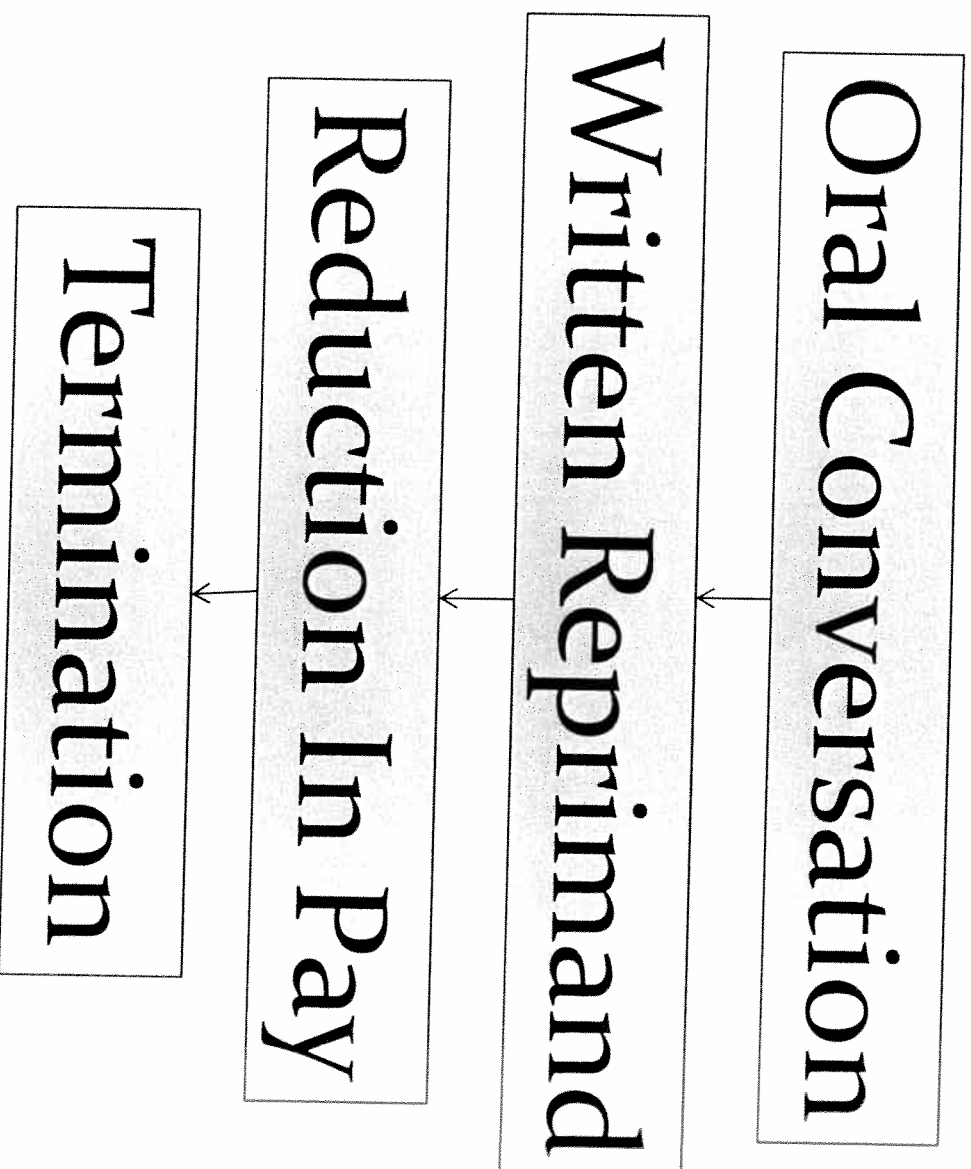 Oral Conversation
Written Reprimand
Reduction In Pay
Termination